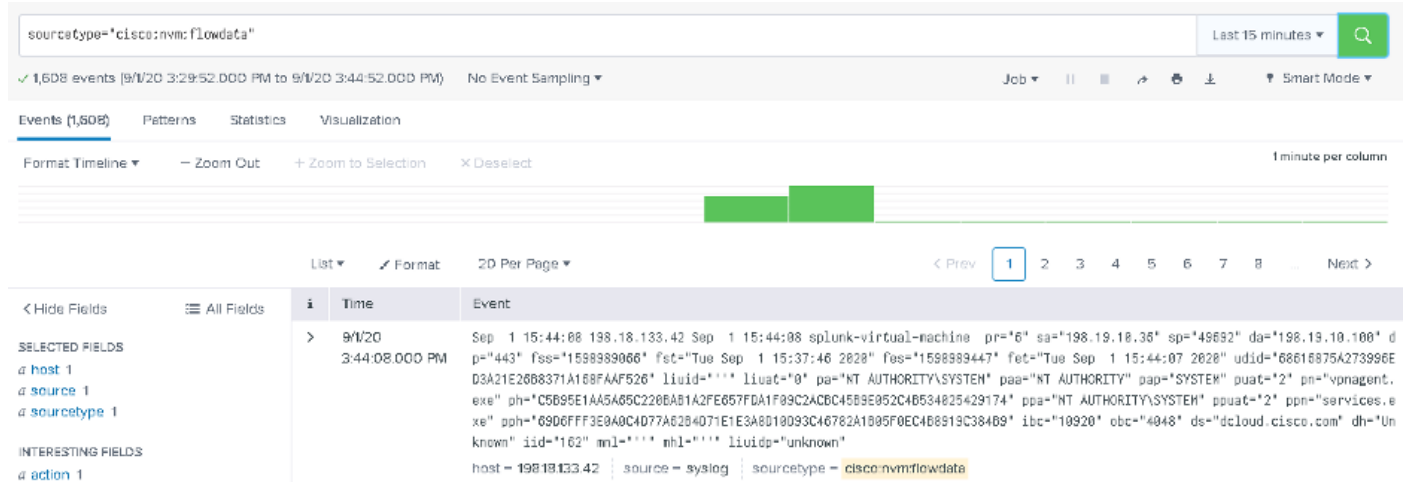 sourcetype="cisco:nvm:flowdata"
Last 15 minutes
1,608 events (9/1/20 3:29:52.000 PM to 9/1/20 3:44:52.000 PM) No Event Sampling
Job Smart Mode
Events (1,608) Patterns Statistics Visualization
Format Timeline — Zoom Out + Zoom to Selection × Deselect
1 minute per column
List Format 20 Per Page < Prev 1 2 3 4 5 6 7 8 ... Next >
< Hide Fields All Fields i Time Event
SELECTED FIELDS
a host 1
a source 1
a sourcetype 1
INTERESTING FIELDS
a action 1
> 9/1/20
3:44:08.000 PM
Sep 1 15:44:08 198.18.133.42 Sep 1 15:44:08 splunk-virtual-machine pr="6" sa="198.19.10.36" sp="49692" da="198.19.10.100" d
p="443" fss="1598989066" fst="Tue Sep 1 15:37:46 2020" fes="1598989447" fet="Tue Sep 1 15:44:07 2020" udid="68616875A273996E
D3A21E26B8371A168FAAF526" liuid="''" liuat="0" pa="NT AUTHORITY\SYSTEM" paa="NT AUTHORITY" pap="SYSTEM" puat="2" pn="vpnagent.
exe" ppa="NT AUTHORITY\SYSTEM" ppuat="2" ppn="services.e
xe" ibc="10920" obc="4048" ds="dcloud.cisco.com" dh="Un
known" iid="162" mnl="''" mhl="''" liuidp="unknown"
host = 198.18.133.42 source = syslog sourcetype = cisco:nvm:flowdata